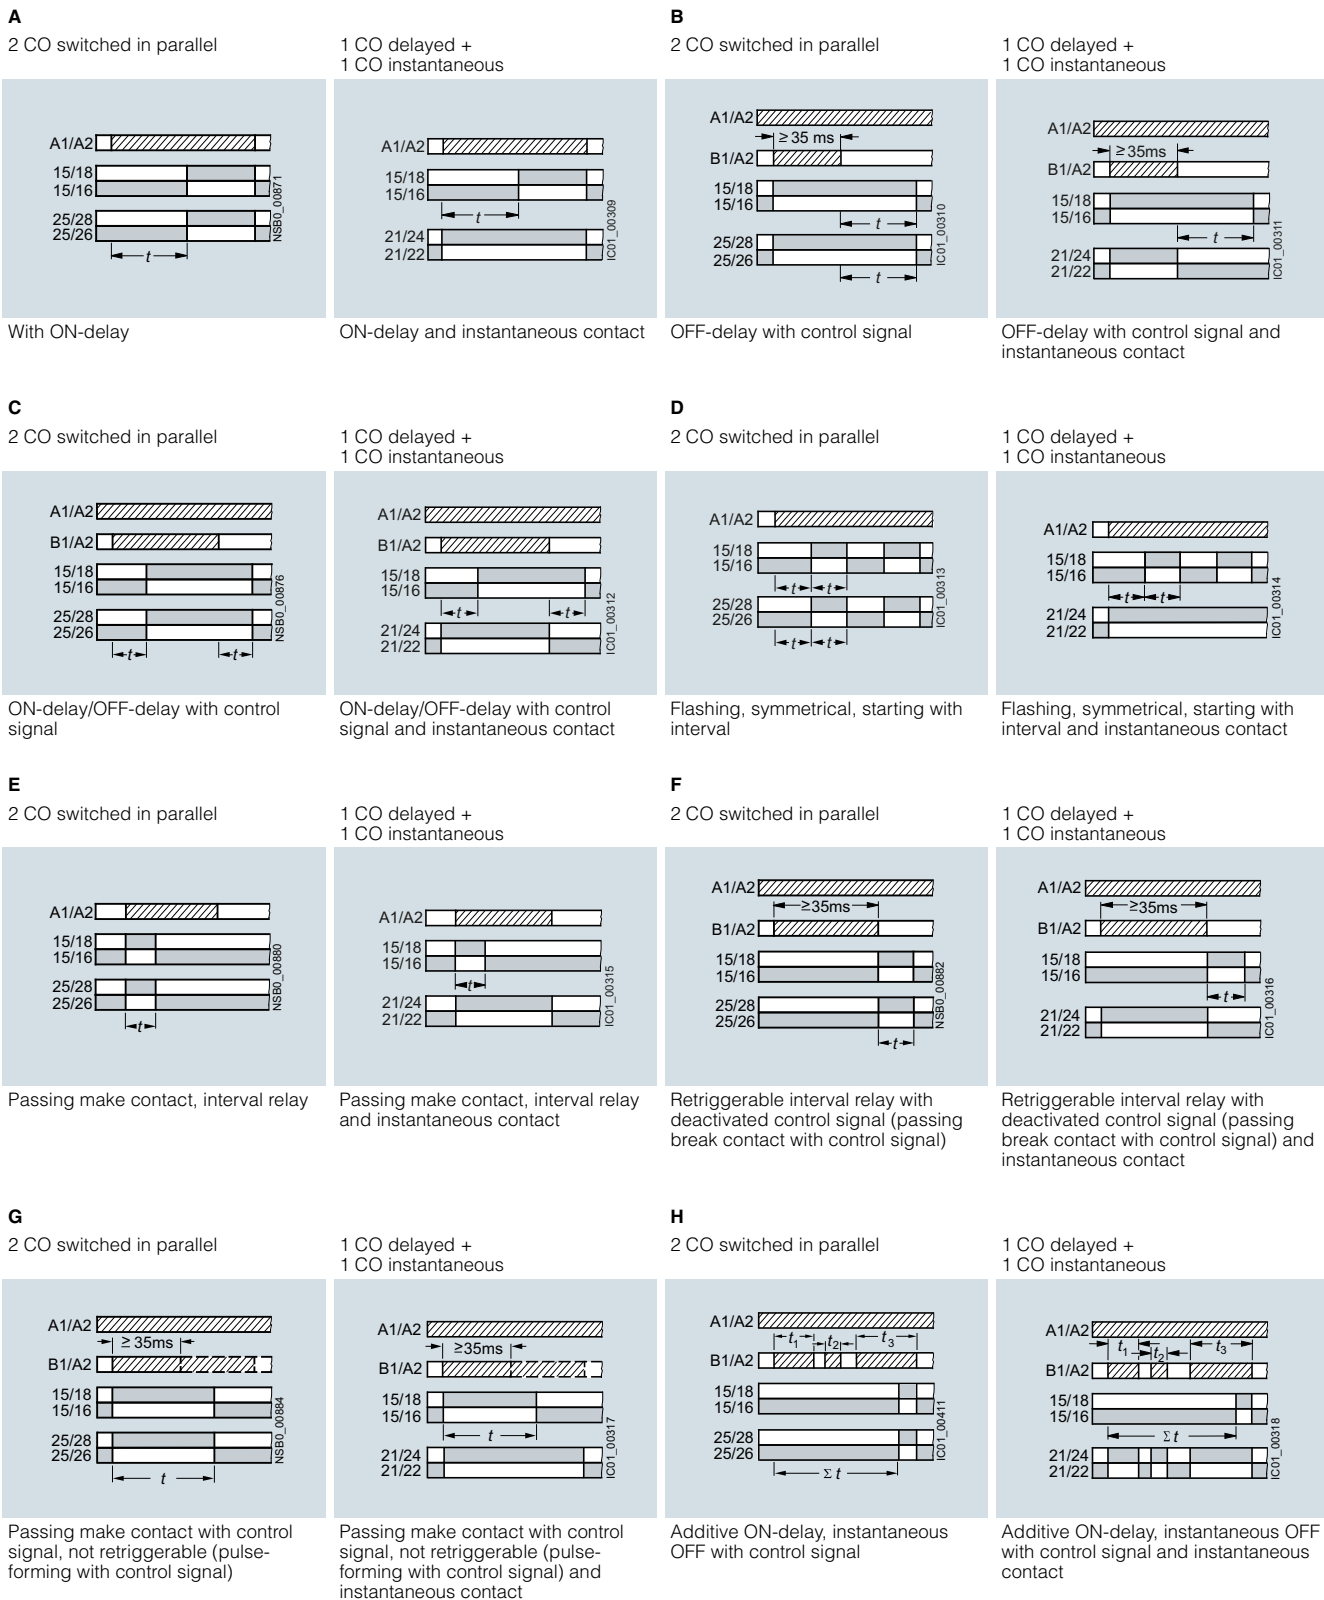 A
2 CO switched in parallel
1 CO delayed +
1 CO instantaneous
A1/A2
15/18
15/16
25/28
25/26
t
NSB0_00871
A1/A2
15/18
15/16
t
21/24
21/22
IC01_00309
With ON-delay
ON-delay and instantaneous contact
B
2 CO switched in parallel
1 CO delayed +
1 CO instantaneous
A1/A2
≥ 35 ms
B1/A2
15/18
15/16
t
25/28
25/26
t
IC01_00310
A1/A2
≥35ms
B1/A2
15/18
15/16
t
21/24
21/22
IC01_00311
OFF-delay with control signal
OFF-delay with control signal and
instantaneous contact
C
2 CO switched in parallel
1 CO delayed +
1 CO instantaneous
A1/A2
B1/A2
15/18
15/16
25/28
25/26
t
t
NSB0_00876
A1/A2
B1/A2
15/18
15/16
t
t
21/24
21/22
IC01_00312
ON-delay/OFF-delay with control
signal
ON-delay/OFF-delay with control
signal and instantaneous contact
D
2 CO switched in parallel
1 CO delayed +
1 CO instantaneous
A1/A2
15/18
15/16
t
t
25/28
25/26
t
t
IC01_00313
A1/A2
15/18
15/16
t
t
21/24
21/22
IC01_00314
Flashing, symmetrical, starting with
interval
Flashing, symmetrical, starting with
interval and instantaneous contact
E
2 CO switched in parallel
1 CO delayed +
1 CO instantaneous
A1/A2
15/18
15/16
25/28
25/26
t
NSB0_00880
A1/A2
15/18
15/16
t
21/24
21/22
IC01_00315
Passing make contact, interval relay
Passing make contact, interval relay
and instantaneous contact
F
2 CO switched in parallel
1 CO delayed +
1 CO instantaneous
A1/A2
≥35ms
B1/A2
15/18
15/16
25/28
25/26
t
NSB0_00882
A1/A2
≥35ms
B1/A2
15/18
15/16
t
21/24
21/22
IC01_00316
Retriggerable interval relay with
deactivated control signal (passing
break contact with control signal)
Retriggerable interval relay with
deactivated control signal (passing
break contact with control signal) and
instantaneous contact
G
2 CO switched in parallel
1 CO delayed +
1 CO instantaneous
A1/A2
≥ 35ms
B1/A2
15/18
15/16
25/28
25/26
t
NSB0_00884
A1/A2
≥35ms
B1/A2
15/18
15/16
t
21/24
21/22
IC01_00317
Passing make contact with control
signal, not retriggerable (pulse-
forming with control signal)
Passing make contact with control
signal, not retriggerable (pulse-
forming with control signal) and
instantaneous contact
H
2 CO switched in parallel
1 CO delayed +
1 CO instantaneous
A1/A2
t1 t2 t3
B1/A2
15/18
15/16
25/28
25/26
Σ t
IC01_00411
A1/A2
t1 t2 t3
B1/A2
15/18
15/16
Σ t
21/24
21/22
IC01_00318
Additive ON-delay, instantaneous
OFF with control signal
Additive ON-delay, instantaneous OFF
with control signal and instantaneous
contact